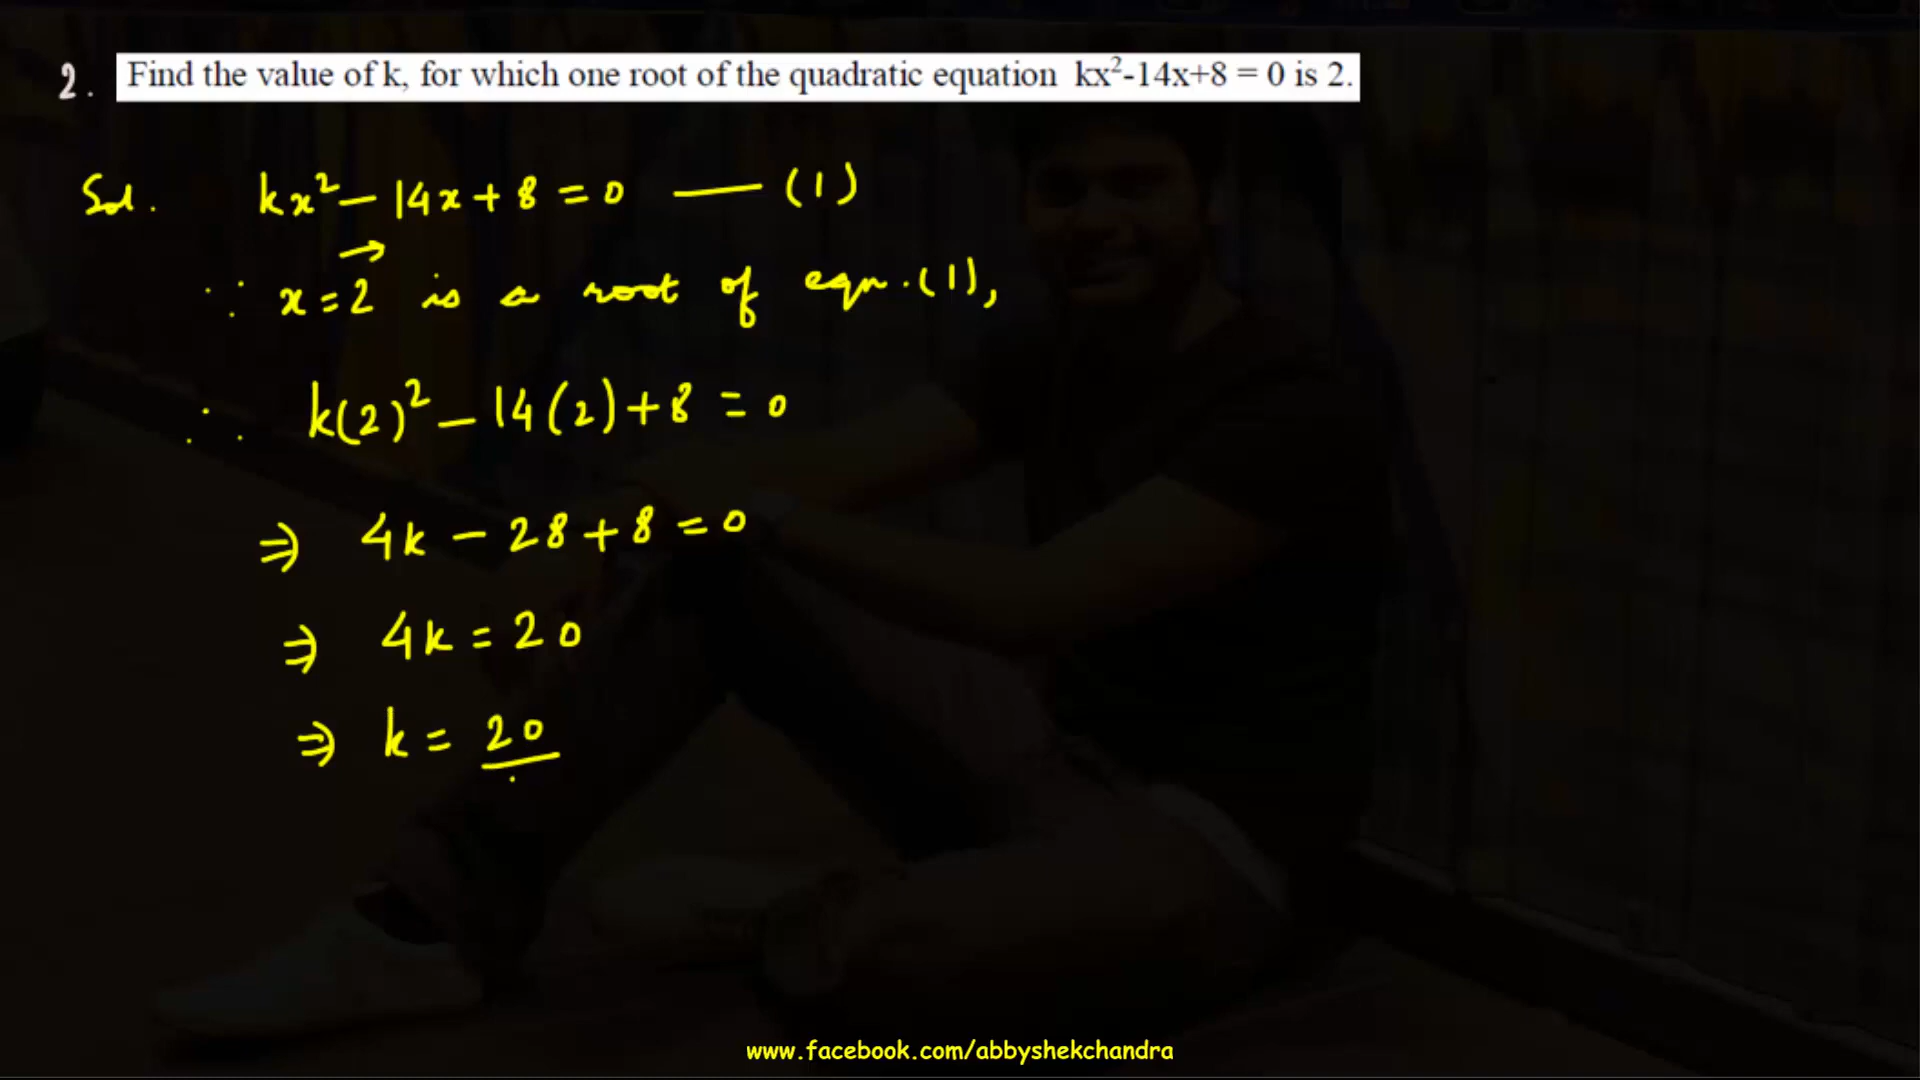 2. Find the value of k, for which one root of the quadratic equation kx²-14x+8 = 0 is 2.
Sol. kx² - 14x + 8 = 0 — (1)
∵ x = 2 is a root of eqn. (1),
∴ k(2)² - 14(2) + 8 = 0
⇒ 4k - 28 + 8 = 0
⇒ 4k = 20
⇒ k = 20
www.facebook.com/abbyshekchandra